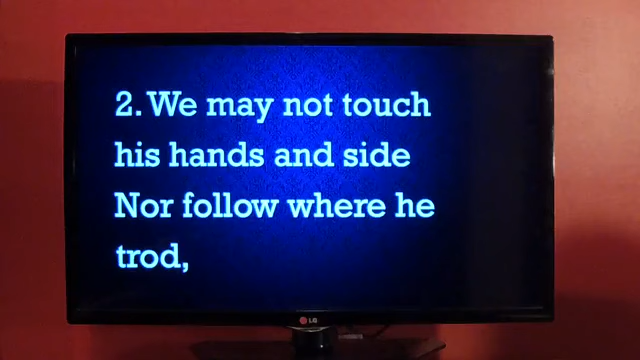 2. We may not touch
his hands and side
Nor follow where he
trod,
LG